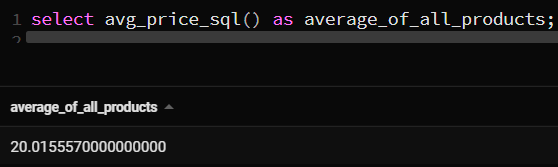 1 select avg_price_sql() as average_of_all_products;
2
average_of_all_products
20.0155570000000000